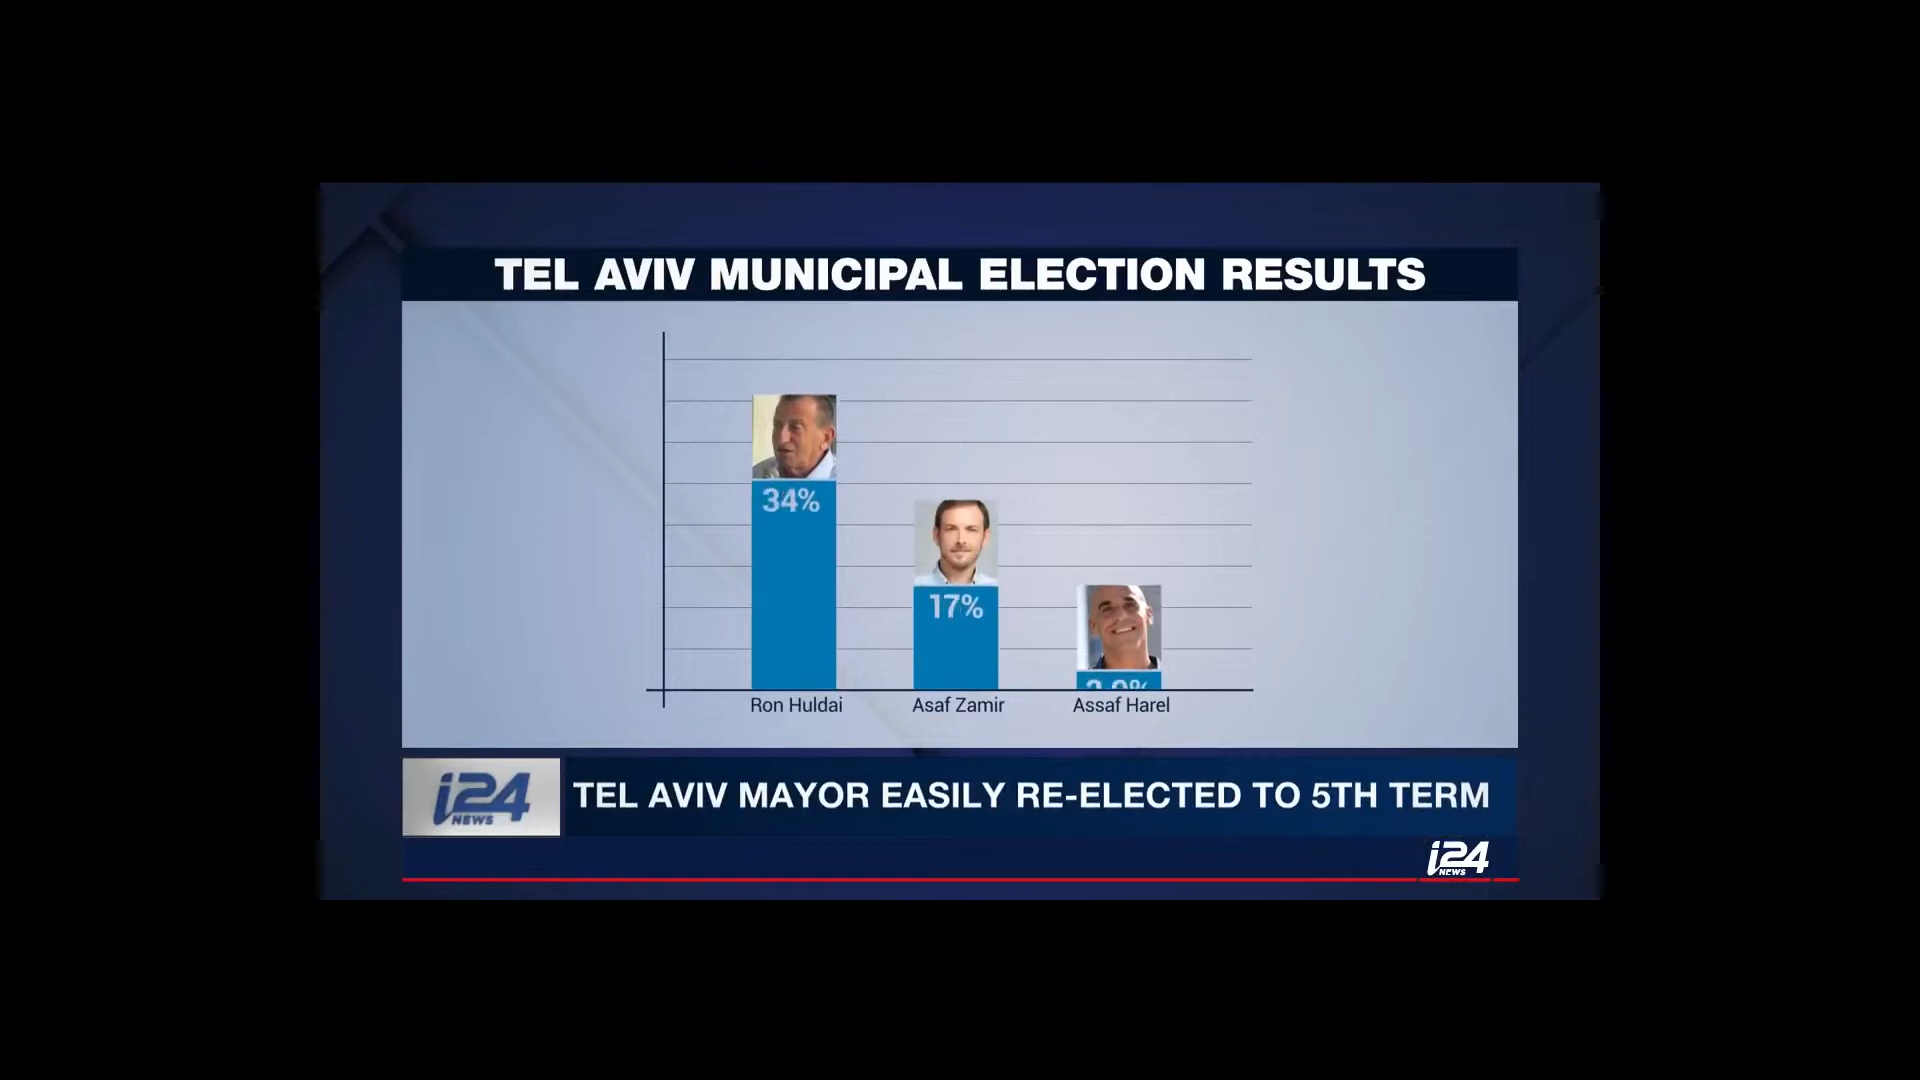 TEL AVIV MUNICIPAL ELECTION RESULTS
34%
17%
Ron Huldai
Asaf Zamir
Assaf Harel
i24
NEWS
TEL AVIV MAYOR EASILY RE-ELECTED TO 5TH TERM
i24
NEWS